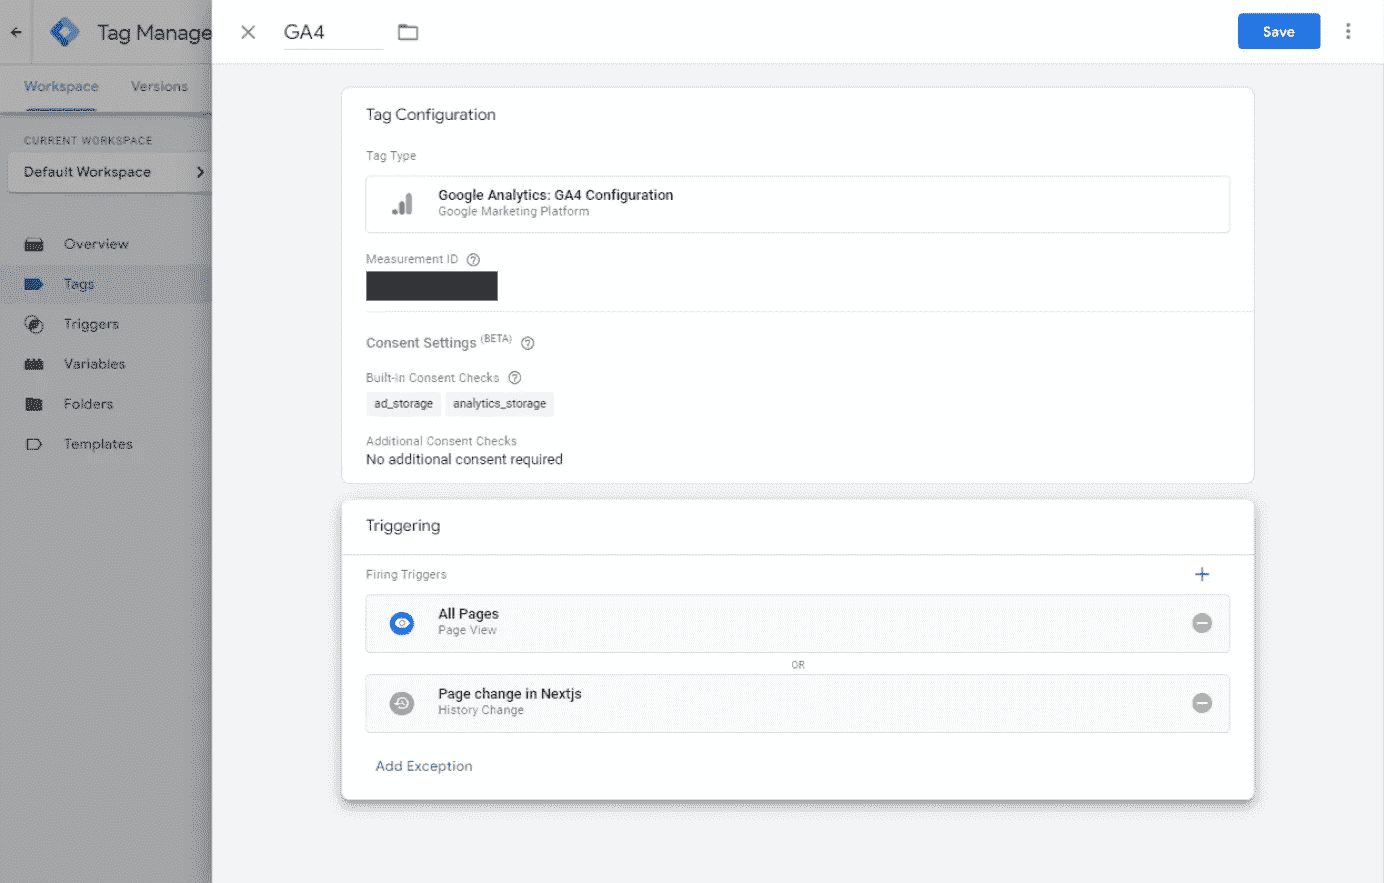 Tag Manage
GA4
Save
Workspace
Versions
CURRENT WORKSPACE
Default Workspace
Overview
Tags
Triggers
Variables
Folders
Templates
Tag Configuration
Tag Type
Google Analytics: GA4 Configuration
Google Marketing Platform
Measurement ID
Consent Settings (BETA)
Built-In Consent Checks
ad_storage analytics_storage
Additional Consent Checks
No additional consent required
Triggering
Firing Triggers
All Pages
Page View
OR
Page change in Nextjs
History Change
Add Exception